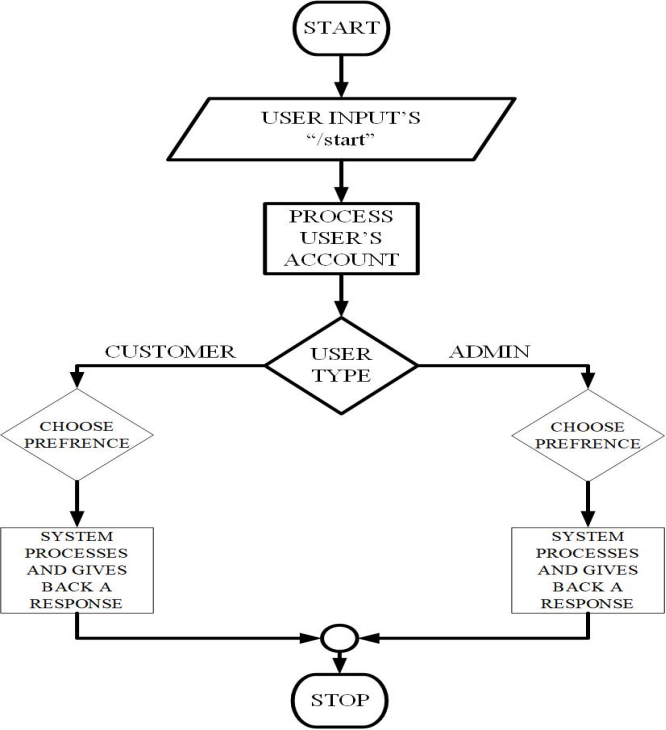 START
USER INPUT'S
“/start”
PROCESS
USER'S
ACCOUNT
CUSTOMER
USER
TYPE
ADMIN
CHOOSE
PREFRENCE
CHOOSE
PREFRENCE
SYSTEM
PROCESSES
AND GIVES
BACK A
RESPONSE
SYSTEM
PROCESSES
AND GIVES
BACK A
RESPONSE
STOP